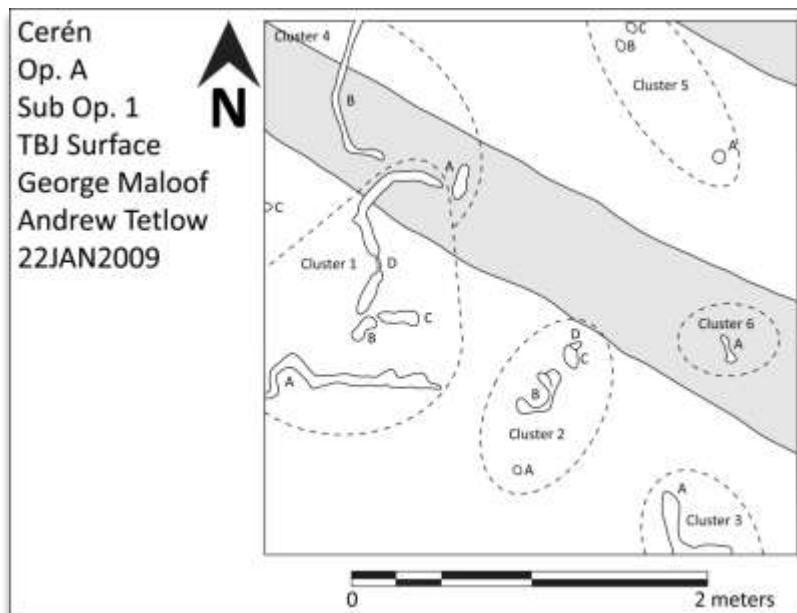 Cerén
Op. A
Sub Op. 1
TBJ Surface
George Maloof
Andrew Tetlow
22JAN2009
N
Cluster 4
B
A
C
Cluster 1
D
B
C
A
C
B
Cluster 5
A
Cluster 6
A
D
C
B
Cluster 2
A
A
Cluster 3
0
2 meters